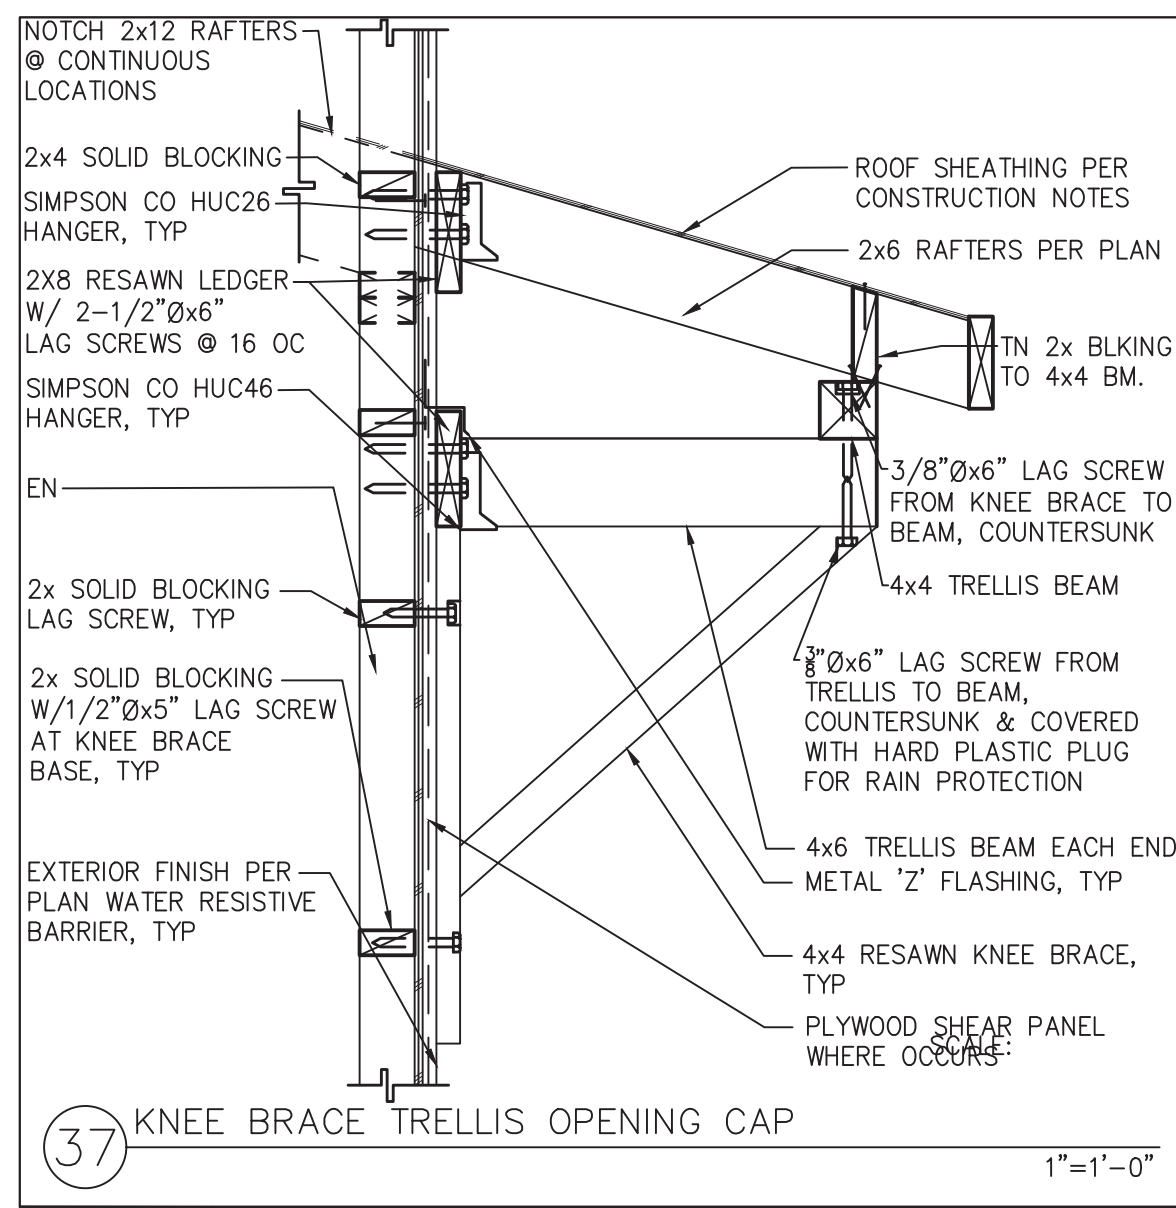 NOTCH 2x12 RAFTERS
@ CONTINUOUS
LOCATIONS
2x4 SOLID BLOCKING
SIMPSON CO HUC26
HANGER, TYP
2X8 RESAWN LEDGER
W/ 2-1/2"Øx6"
LAG SCREWS @ 16 OC
SIMPSON CO HUC46
HANGER, TYP
EN
2x SOLID BLOCKING
LAG SCREW, TYP
2x SOLID BLOCKING
W/1/2"Øx5" LAG SCREW
AT KNEE BRACE
BASE, TYP
EXTERIOR FINISH PER
PLAN WATER RESISTIVE
BARRIER, TYP
ROOF SHEATHING PER
CONSTRUCTION NOTES
2x6 RAFTERS PER PLAN
TN 2x BLKING
TO 4x4 BM.
3/8"Øx6" LAG SCREW
FROM KNEE BRACE TO
BEAM, COUNTERSUNK
4x4 TRELLIS BEAM
3/8"Øx6" LAG SCREW FROM
TRELLIS TO BEAM,
COUNTERSUNK & COVERED
WITH HARD PLASTIC PLUG
FOR RAIN PROTECTION
4x6 TRELLIS BEAM EACH END
METAL 'Z' FLASHING, TYP
4x4 RESAWN KNEE BRACE,
TYP
PLYWOOD SHEAR PANEL
WHERE OCCURS
SCALE:
37 KNEE BRACE TRELLIS OPENING CAP
1"=1'-0"